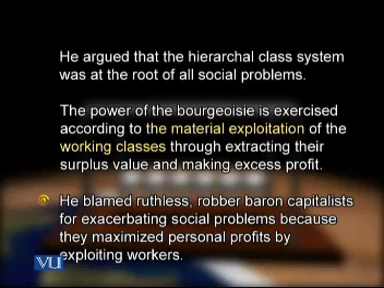 He argued that the hierarchal class system
was at the root of all social problems.
The power of the bourgeoisie is exercised
according to the material exploitation of the
working classes through extracting their
surplus value and making excess profit.
He blamed ruthless, robber baron capitalists
for exacerbating social problems because
they maximized personal profits by
exploiting workers.
VU